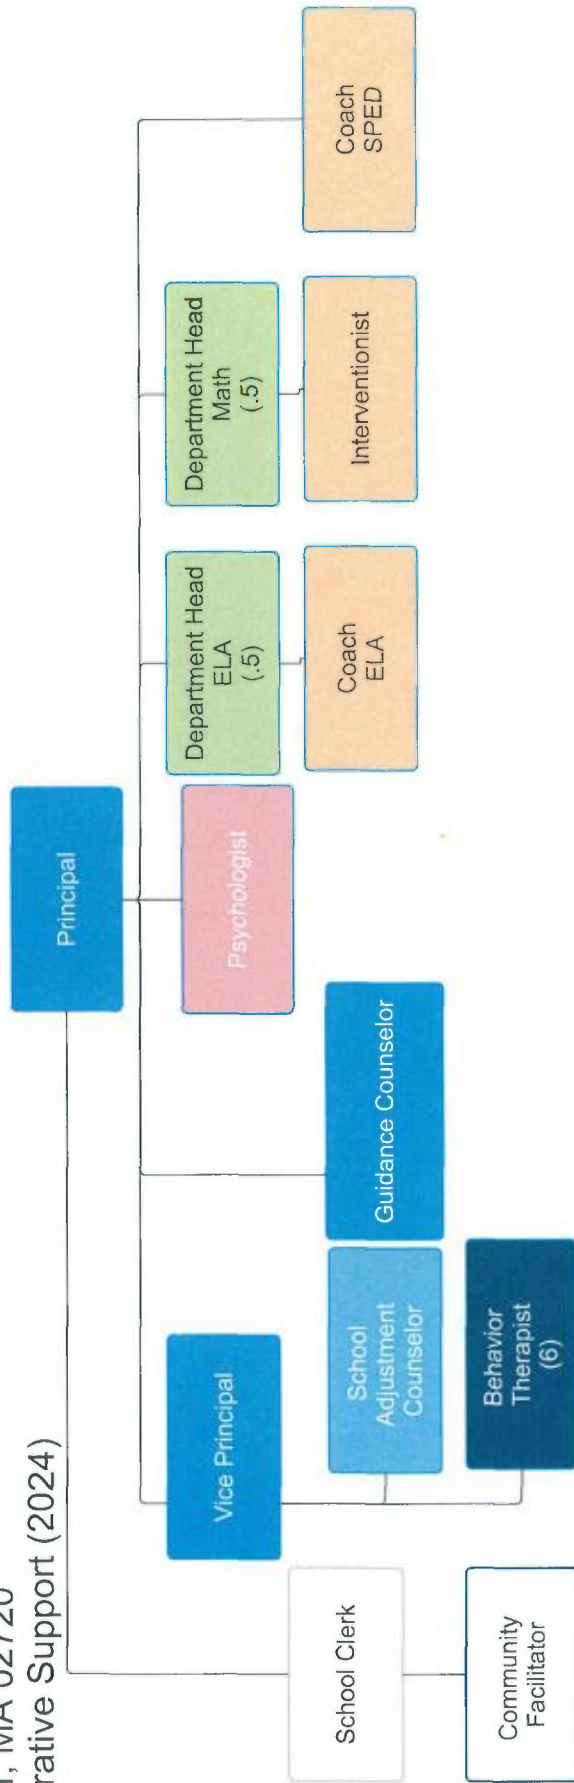 MA 02720
rative Support (2024)
Principal
Vice Principal
Psychologist
Department Head
ELA
(.5)
Department Head
Math
(.5)
School Clerk
School
Adjustment
Counselor
Guidance Counselor
Coach
ELA
Interventionist
Coach
SPED
Community
Facilitator
Behavior
Therapist
(6)